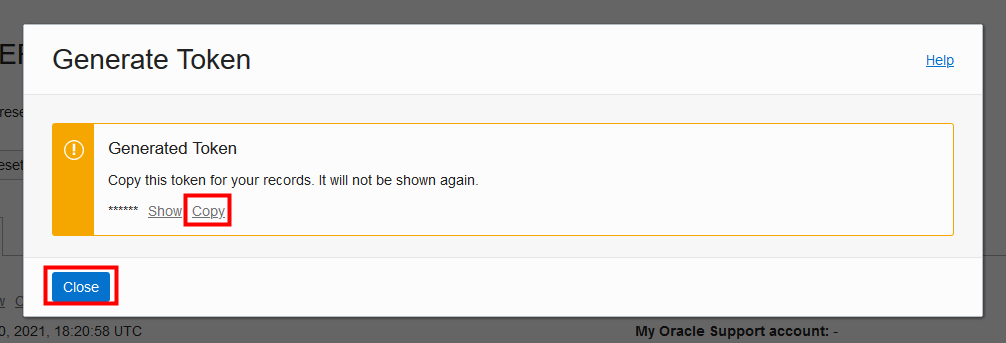 Generate Token
Help
Generated Token
Copy this token for your records. It will not be shown again.
****** Show Copy
Close
0, 2021, 18:20:58 UTC
My Oracle Support account: -